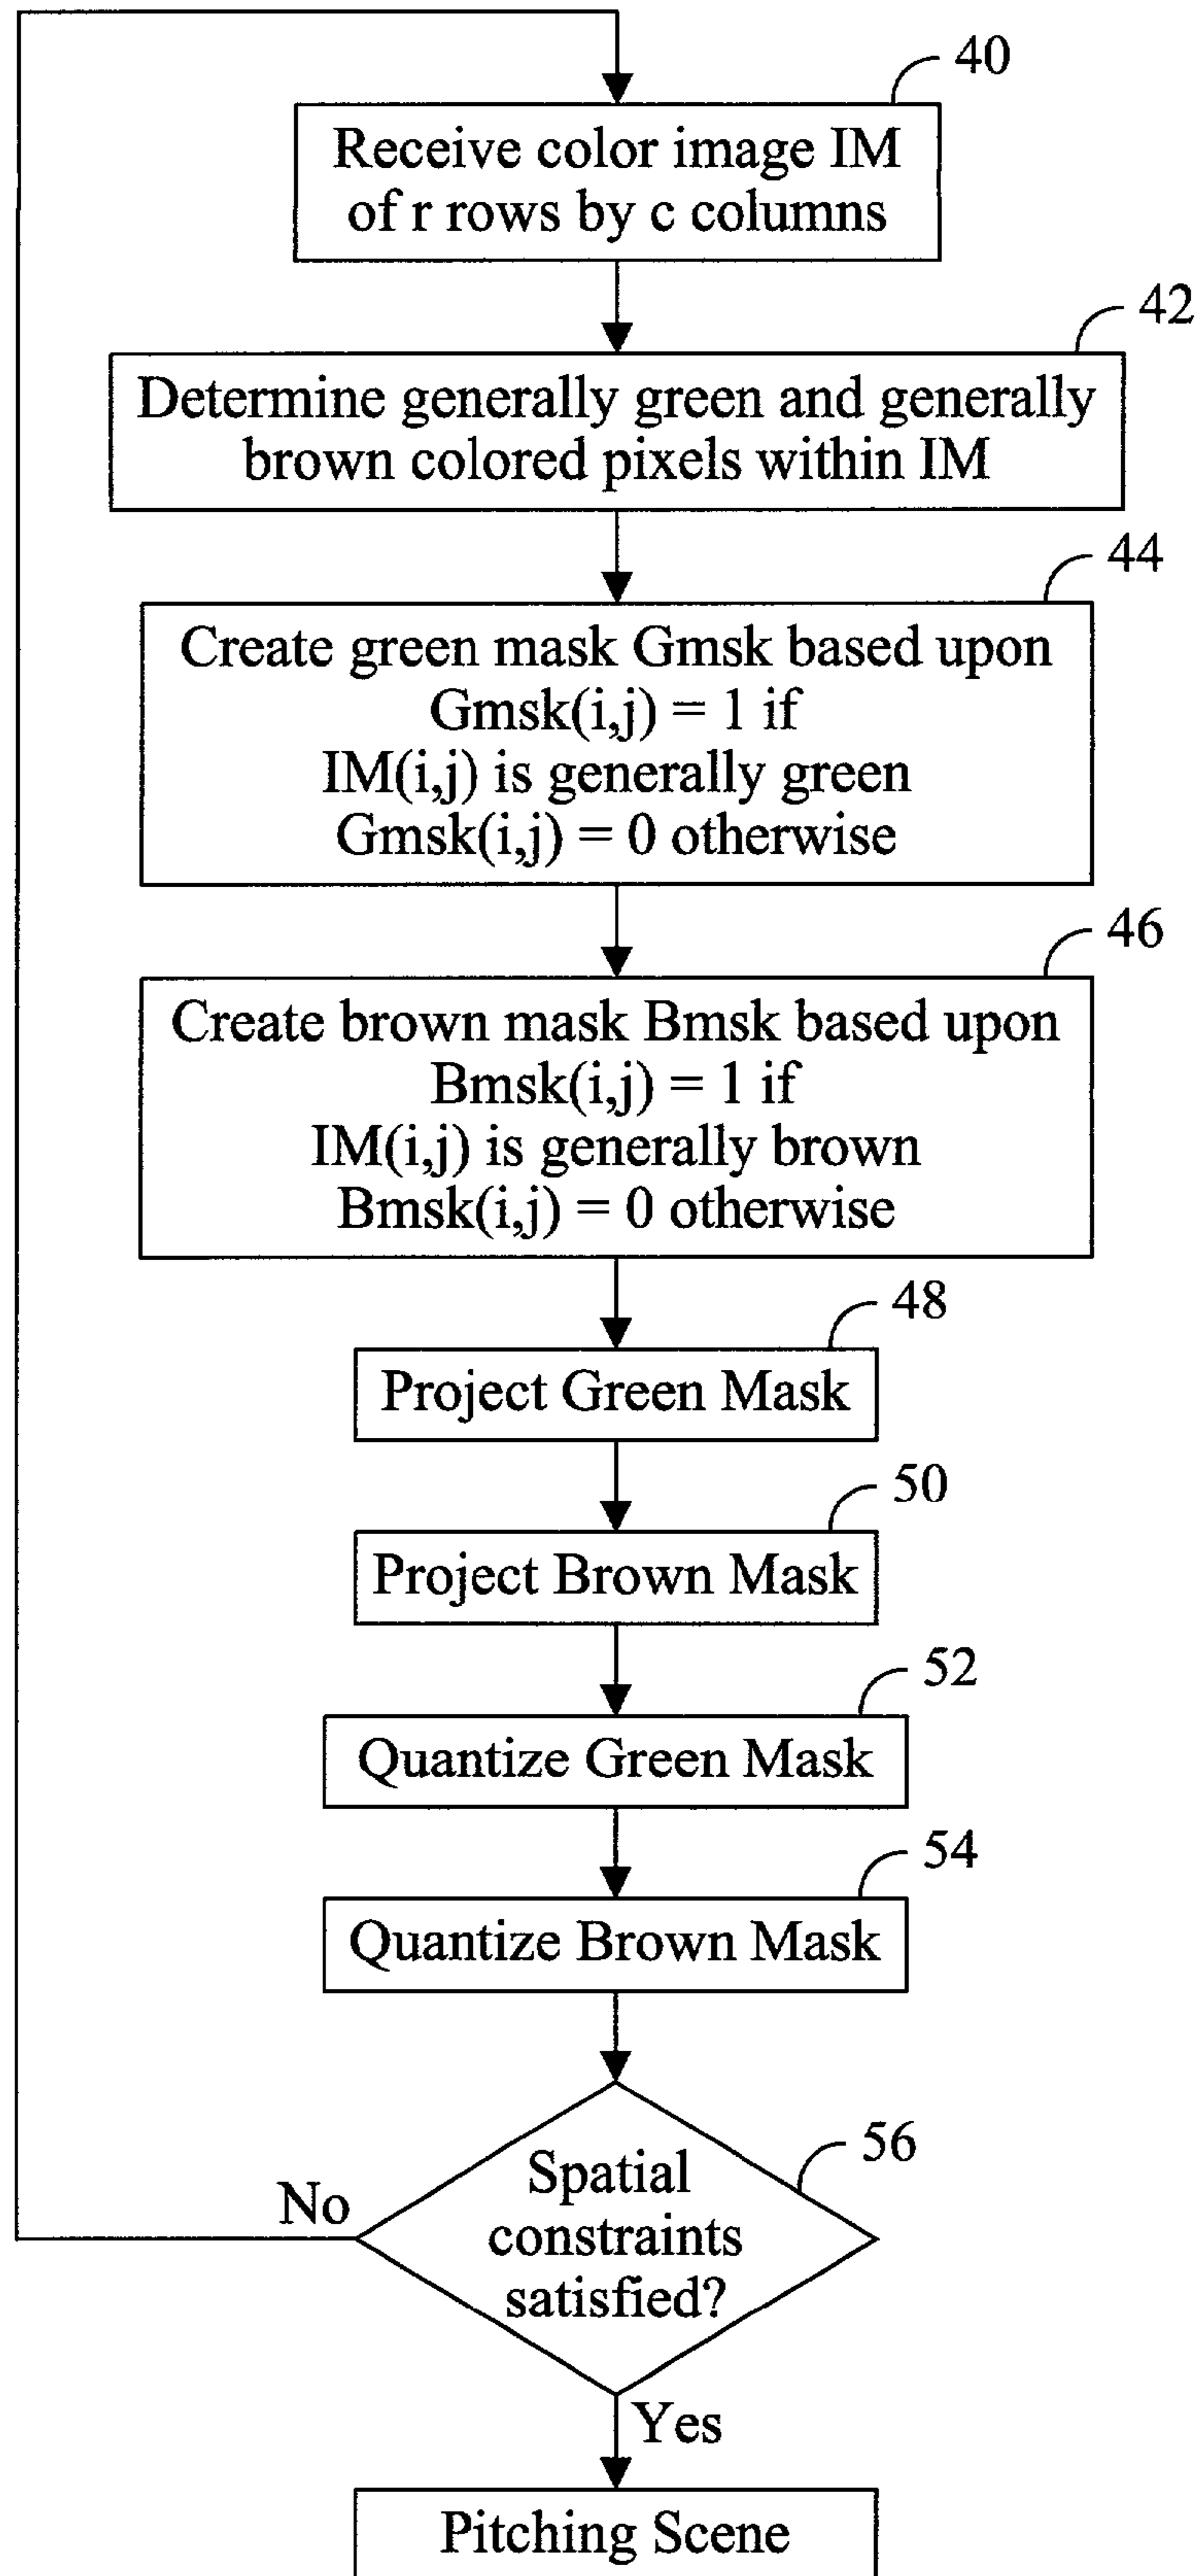 40
Receive color image IM
of r rows by c columns
42
Determine generally green and generally
brown colored pixels within IM
44
Create green mask Gmsk based upon
Gmsk(i,j) = 1 if
IM(i,j) is generally green
Gmsk(i,j) = 0 otherwise
46
Create brown mask Bmsk based upon
Bmsk(i,j) = 1 if
IM(i,j) is generally brown
Bmsk(i,j) = 0 otherwise
48
Project Green Mask
50
Project Brown Mask
52
Quantize Green Mask
54
Quantize Brown Mask
56
Spatial
constraints
satisfied?
No
Yes
Pitching Scene